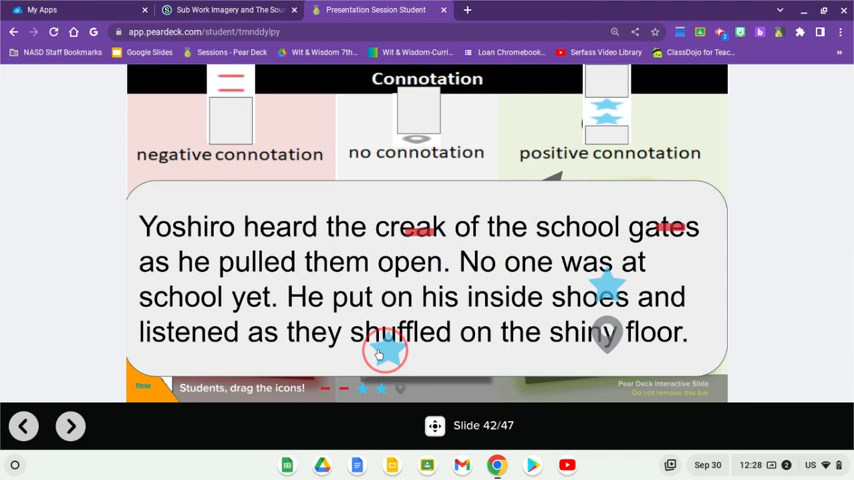 My Apps
Sub Work Imagery and The Sour
Presentation Session Student
app.peardeck.com/student/tmnddylpy
NASD Staff Bookmarks
Google Slides
Sessions - Pear Deck
Wit & Wisdom 7th...
Wit & Wisdom-Curri...
Loan Chromebook...
Serfass Video Library
ClassDojo for Teac...
Connotation
negative connotation
no connotation
positive connotation
Yoshiro heard the creak of the school gates
as he pulled them open. No one was at
school yet. He put on his inside shoes and
listened as they shuffled on the shiny floor.
Students, drag the icons!
Pear Deck Interactive Slide
Do not remove this bar
Slide 42/47
Sep 30
12:28
2
US